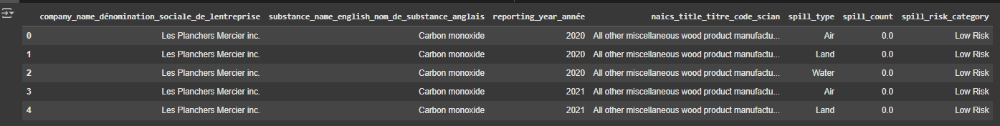 company_name_dénomination_sociale_de_lentreprise substance_name_english_nom_de_substance_anglais reporting_year_année naics_title_titre_code_scian spill_type spill_count spill_risk_category
0 Les Planchers Mercier inc. Carbon monoxide 2020 All other miscellaneous wood product manufactu... Air 0.0 Low Risk
1 Les Planchers Mercier inc. Carbon monoxide 2020 All other miscellaneous wood product manufactu... Land 0.0 Low Risk
2 Les Planchers Mercier inc. Carbon monoxide 2020 All other miscellaneous wood product manufactu... Water 0.0 Low Risk
3 Les Planchers Mercier inc. Carbon monoxide 2021 All other miscellaneous wood product manufactu... Air 0.0 Low Risk
4 Les Planchers Mercier inc. Carbon monoxide 2021 All other miscellaneous wood product manufactu... Land 0.0 Low Risk